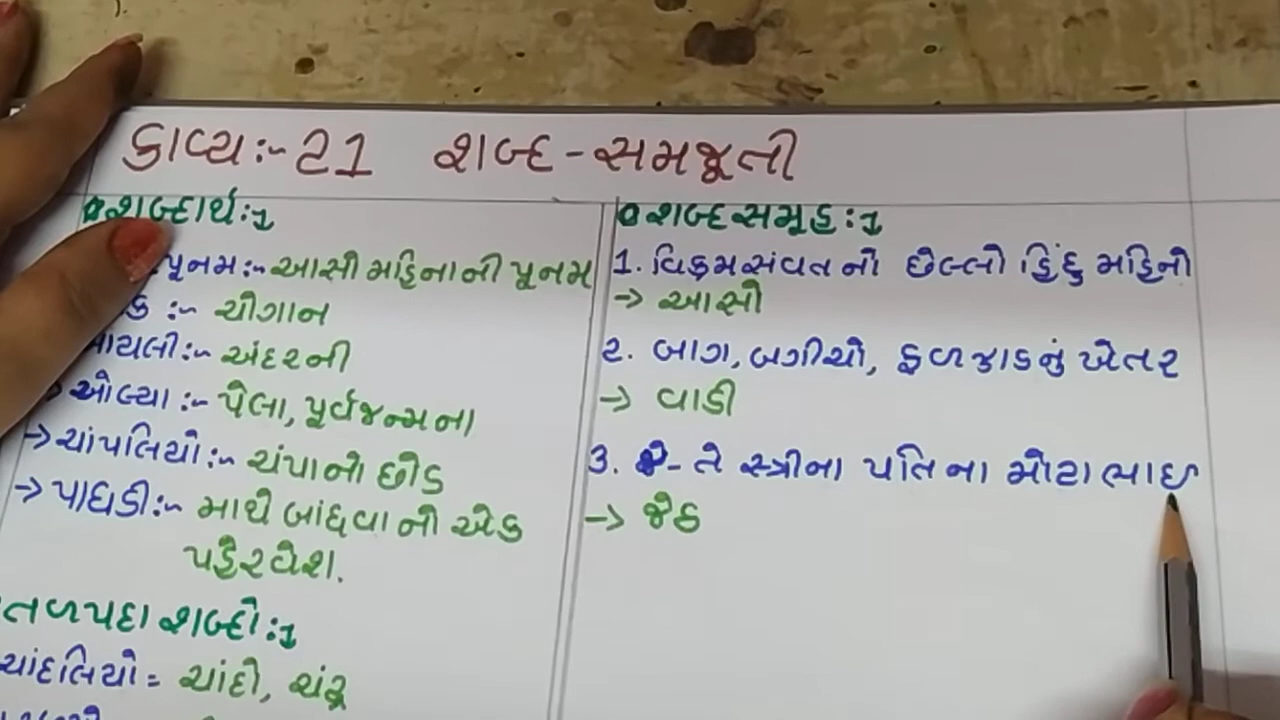 કાવ્ય:- 21 શબ્દ-સમજૂતી
શબ્દાર્થ:-
પૂનમ:- આસો મહિનાની પૂનમ
:- ચોગાન
માયલી:- અંદરની
ઓલ્યા:- પેલા, પૂર્વજન્મના
→ ચાંપલિયો:- ચંપાનો છોડ
→ પાઘડી:- માથે બાંધવાનો એક
પહેરવેશ.
તળપદા શબ્દો:-
ચાંદલિયો = ચાંદો, ચંદ્ર
શબ્દસમૂહ:-
1. વિક્રમસંવતનો છેલ્લો હિંદુ મહિનો
→ આસો
2. બાગ, બગીચો, ફળઝાડનું ખેતર
→ વાડી
3. - તે સ્ત્રીના પતિના મોટાભાઈ
→ જેઠ